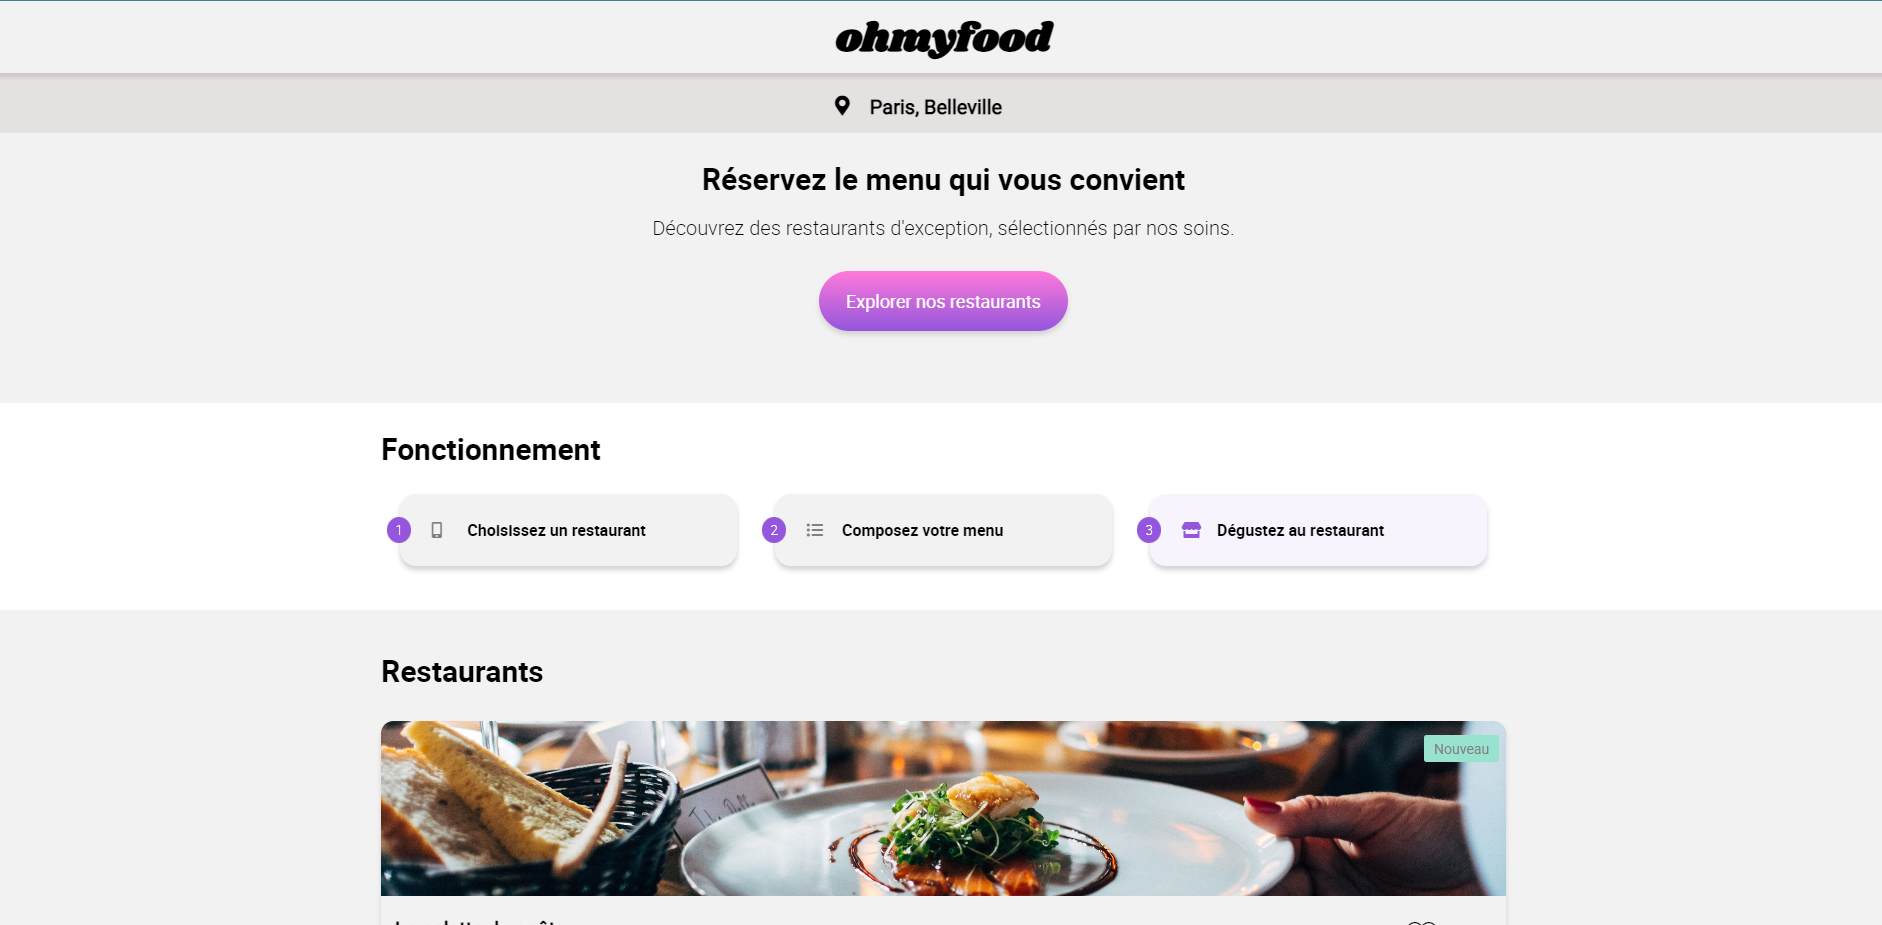 ohmyfood
Paris, Belleville
Réservez le menu qui vous convient
Découvrez des restaurants d'exception, sélectionnés par nos soins.
Explorer nos restaurants
Fonctionnement
1 Choisissez un restaurant
2 Composez votre menu
3 Dégustez au restaurant
Restaurants
Nouveau